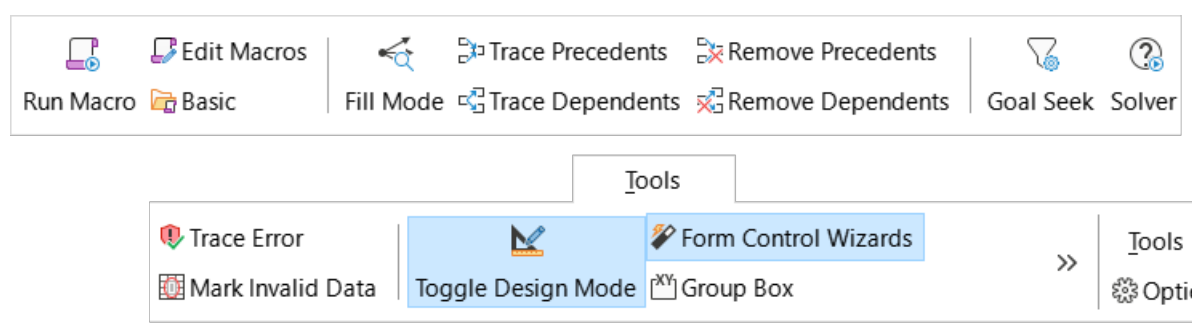 Edit Macros Trace Precedents Remove Precedents
Run Macro Basic Fill Mode Trace Dependents Remove Dependents Goal Seek Solver
Tools
Trace Error Form Control Wizards Tools
Mark Invalid Data Toggle Design Mode XY Group Box